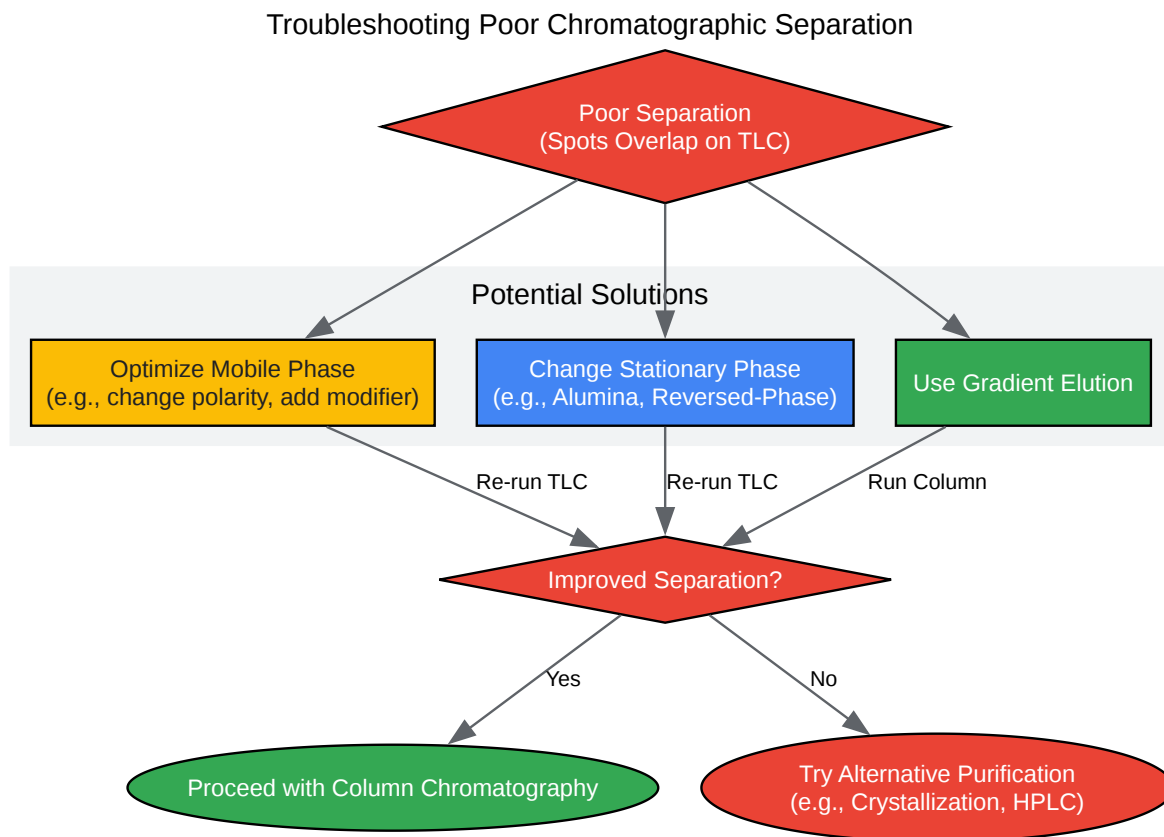 Troubleshooting Poor Chromatographic Separation
Poor Separation
(Spots Overlap on TLC)
Potential Solutions
Optimize Mobile Phase
(e.g., change polarity, add modifier)
Change Stationary Phase
(e.g., Alumina, Reversed-Phase)
Use Gradient Elution
Re-run TLC
Re-run TLC
Run Column
Improved Separation?
Yes
No
Proceed with Column Chromatography
Try Alternative Purification
(e.g., Crystallization, HPLC)